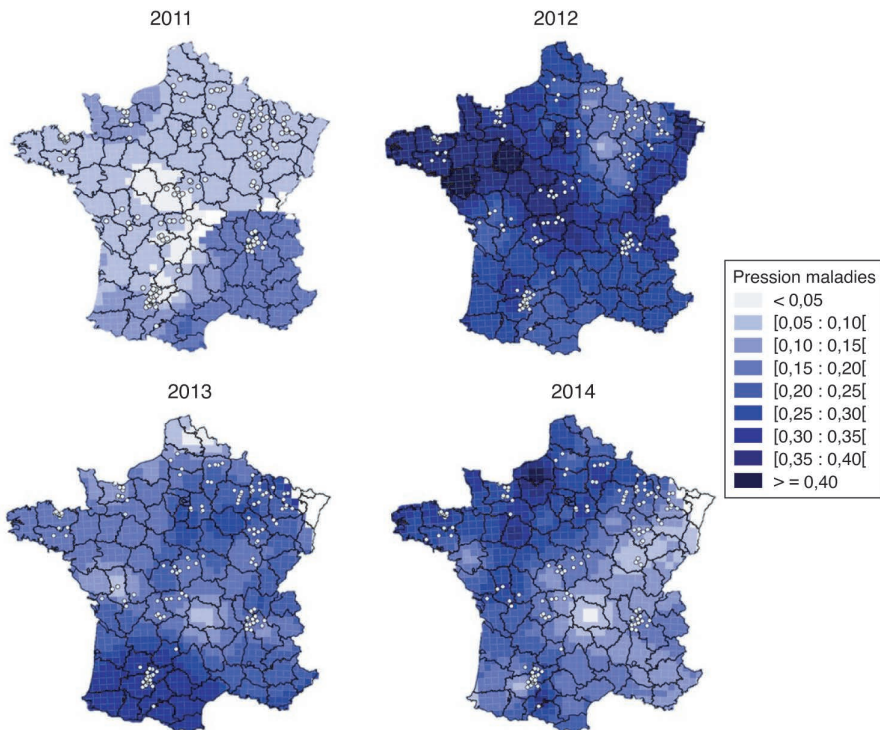 2011
2012
Pression maladies
< 0,05
[0,05 : 0,10[
[0,10 : 0,15[
[0,15 : 0,20[
[0,20 : 0,25[
[0,25 : 0,30[
[0,30 : 0,35[
[0,35 : 0,40[
> = 0,40
2013
2014